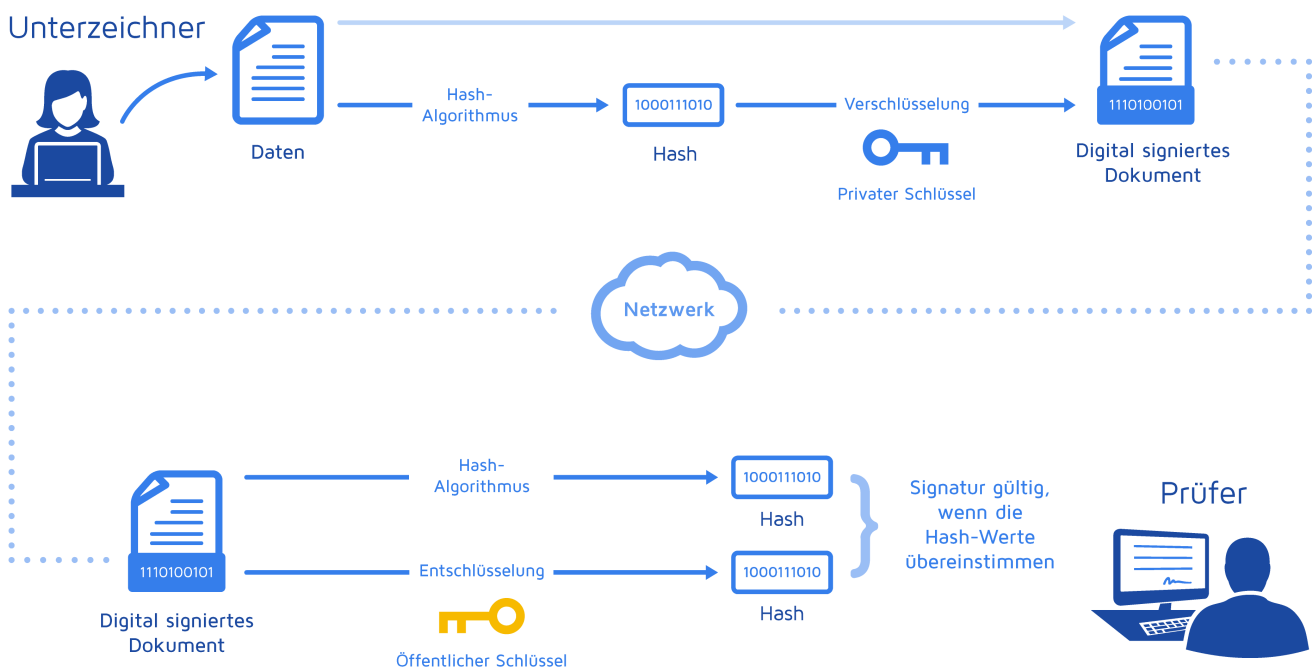 Unterzeichner
Daten
Hash-
Algorithmus
1000111010
Hash
Verschlüsselung
Privater Schlüssel
1110100101
Digital signiertes
Dokument
Netzwerk
1110100101
Digital signiertes
Dokument
Hash-
Algorithmus
1000111010
Hash
Entschlüsselung
Öffentlicher Schlüssel
1000111010
Hash
Signatur gültig,
wenn die
Hash-Werte
übereinstimmen
Prüfer